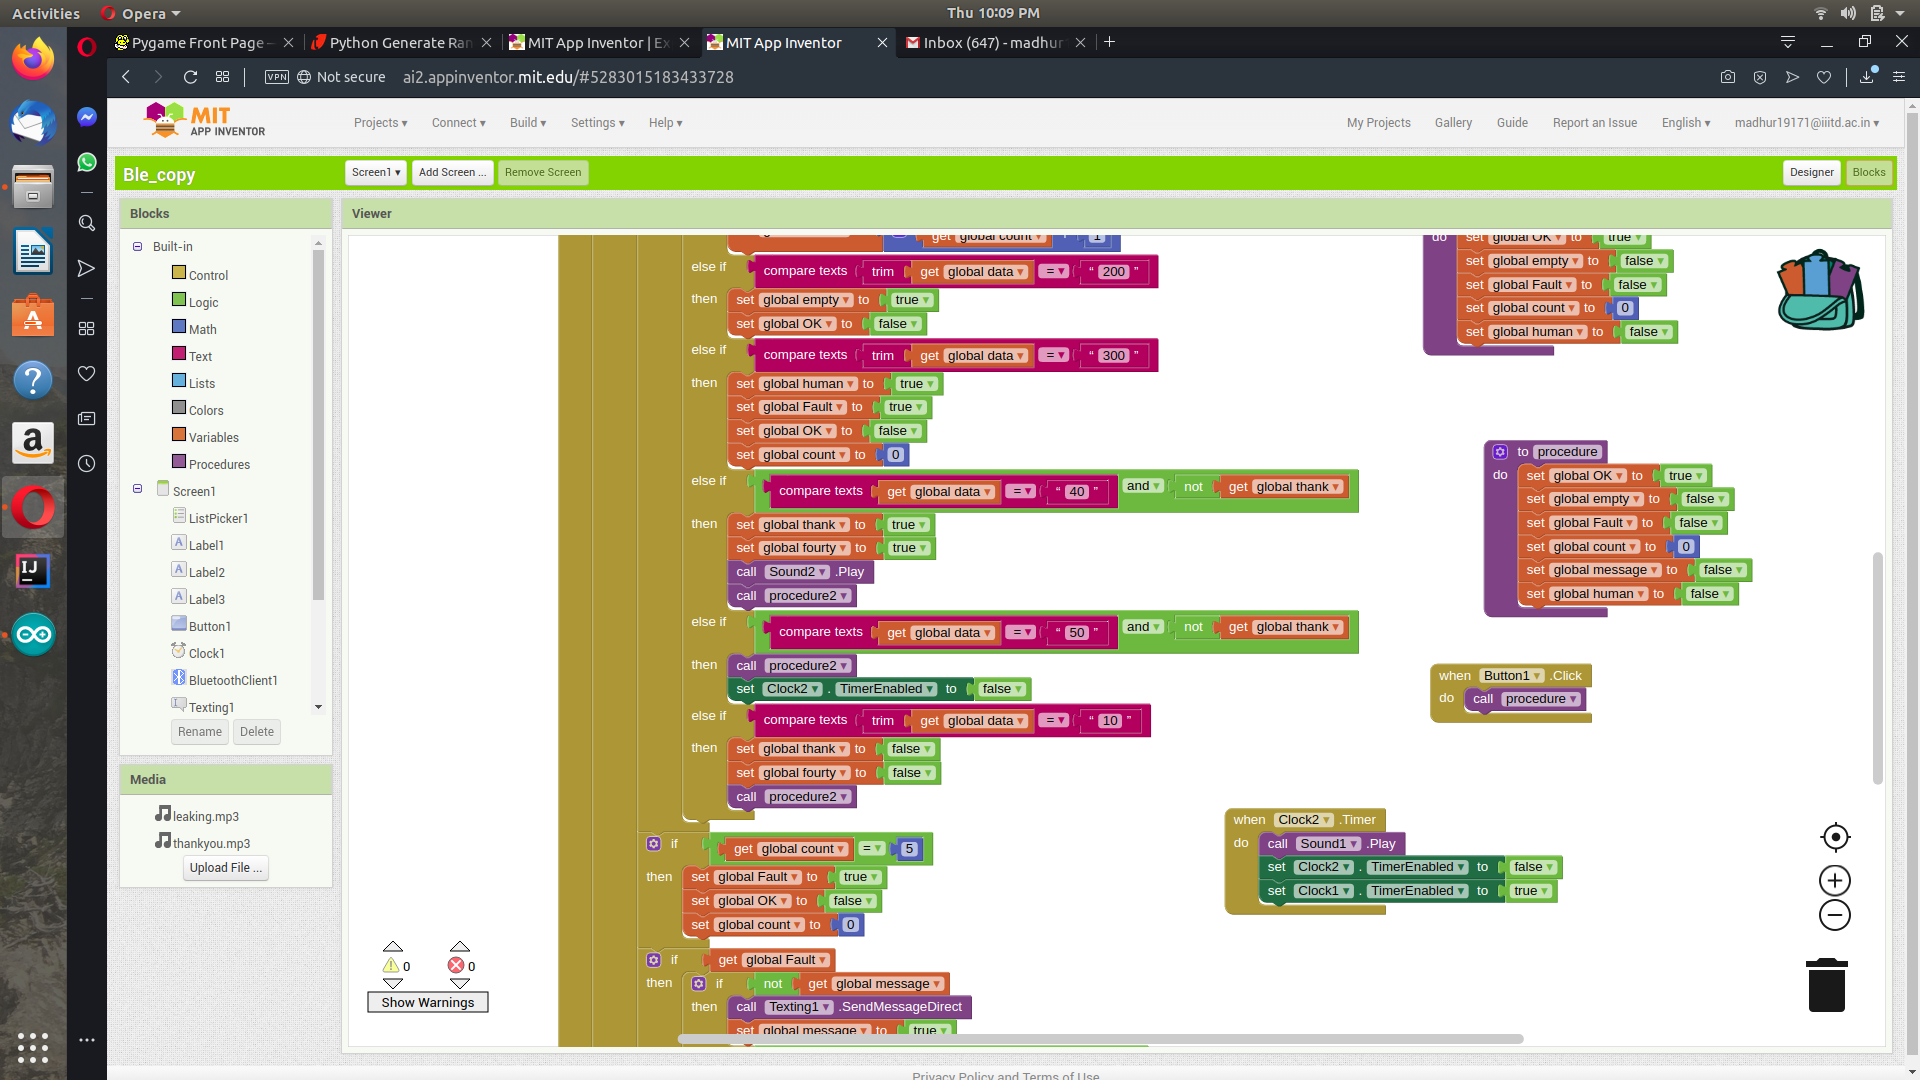 Activities Opera ▾ Thu 10:09 PM
Pygame Front Page – Python Generate Ran MIT App Inventor | Ex MIT App Inventor Inbox (647) - madhur
VPN Not secure ai2.appinventor.mit.edu/#5283015183433728
MIT
APP INVENTOR
Projects ▾ Connect ▾ Build ▾ Settings ▾ Help ▾ My Projects Gallery Guide Report an Issue English ▾ madhur19171@iiitd.ac.in ▾
Ble_copy Screen1 ▾ Add Screen ... Remove Screen Designer Blocks
Blocks
Built-in
Control
Logic
Math
Text
Lists
Colors
Variables
Procedures
Screen1
ListPicker1
Label1
Label2
Label3
Button1
Clock1
BluetoothClient1
Texting1
Rename Delete
Media
leaking.mp3
thankyou.mp3
Upload File ...
Viewer
get global count 1
else if compare texts trim get global data = " 200 "
then set global empty to true
set global OK to false
else if compare texts trim get global data = " 300 "
then set global human to true
set global Fault to true
set global OK to false
set global count to 0
else if compare texts get global data = " 40 " and not get global thank
then set global thank to true
set global fourty to true
call Sound2 .Play
call procedure2
else if compare texts get global data = " 50 " and not get global thank
then call procedure2
set Clock2 . TimerEnabled to false
else if compare texts trim get global data = " 10 "
then set global thank to false
set global fourty to false
call procedure2
if get global count = 5
then set global Fault to true
set global OK to false
set global count to 0
if get global Fault
then if not get global message
then call Texting1 .SendMessageDirect
set global message to true
do set global OK to true
set global empty to false
set global Fault to false
set global count to 0
set global human to false
to procedure
do set global OK to true
set global empty to false
set global Fault to false
set global count to 0
set global message to false
set global human to false
when Button1 .Click
do call procedure
when Clock2 .Timer
do call Sound1 .Play
set Clock2 . TimerEnabled to false
set Clock1 . TimerEnabled to true
0 0
Show Warnings
Privacy Policy and Terms of Use